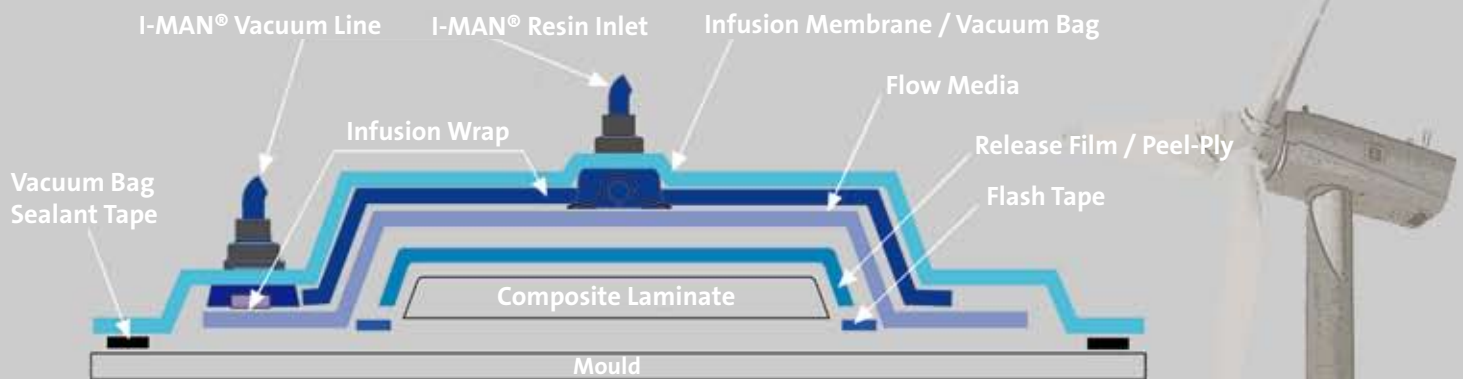 I-MAN® Vacuum Line
I-MAN® Resin Inlet
Infusion Membrane / Vacuum Bag
Flow Media
Infusion Wrap
Release Film / Peel-Ply
Vacuum Bag
Sealant Tape
Flash Tape
Composite Laminate
Mould